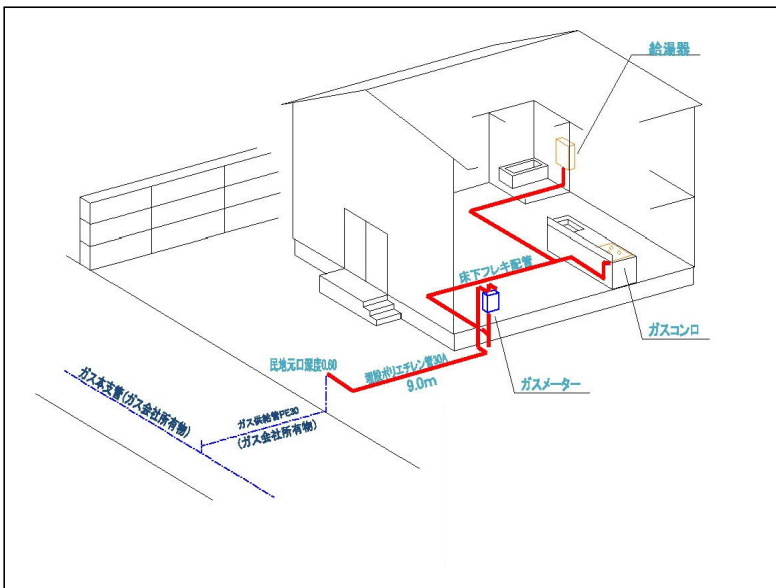 給湯器
床下フレキ配管
ガスコンロ
民地元口深度0.60
埋設ポリエチレン管30A
9.0m
ガスメーター
ガス本支管(ガス会社所有物)
ガス供給管PE30
(ガス会社所有物)